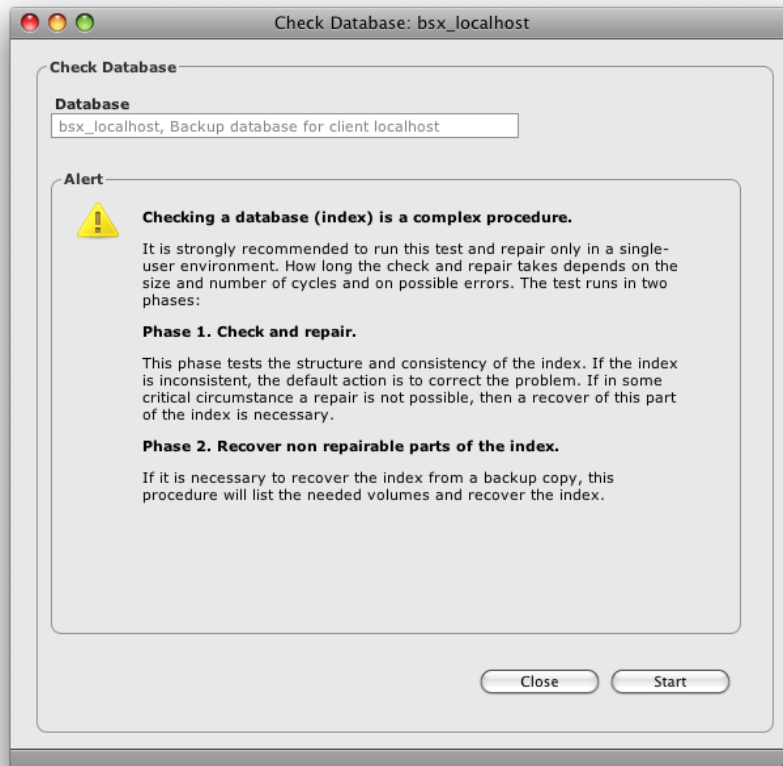 Check Database: bsx_localhost
Check Database
Database
bsx_localhost, Backup database for client localhost
Alert
Checking a database (index) is a complex procedure.
It is strongly recommended to run this test and repair only in a single-
user environment. How long the check and repair takes depends on the
size and number of cycles and on possible errors. The test runs in two
phases:
Phase 1. Check and repair.
This phase tests the structure and consistency of the index. If the index
is inconsistent, the default action is to correct the problem. If in some
critical circumstance a repair is not possible, then a recover of this part
of the index is necessary.
Phase 2. Recover non repairable parts of the index.
If it is necessary to recover the index from a backup copy, this
procedure will list the needed volumes and recover the index.
Close
Start